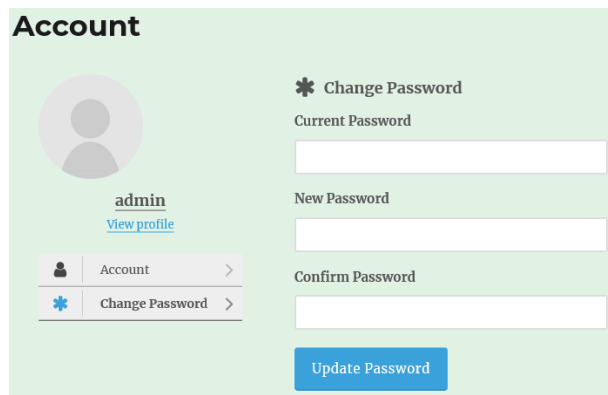 Account
admin
View profile
Account
Change Password
Change Password
Current Password
New Password
Confirm Password
Update Password